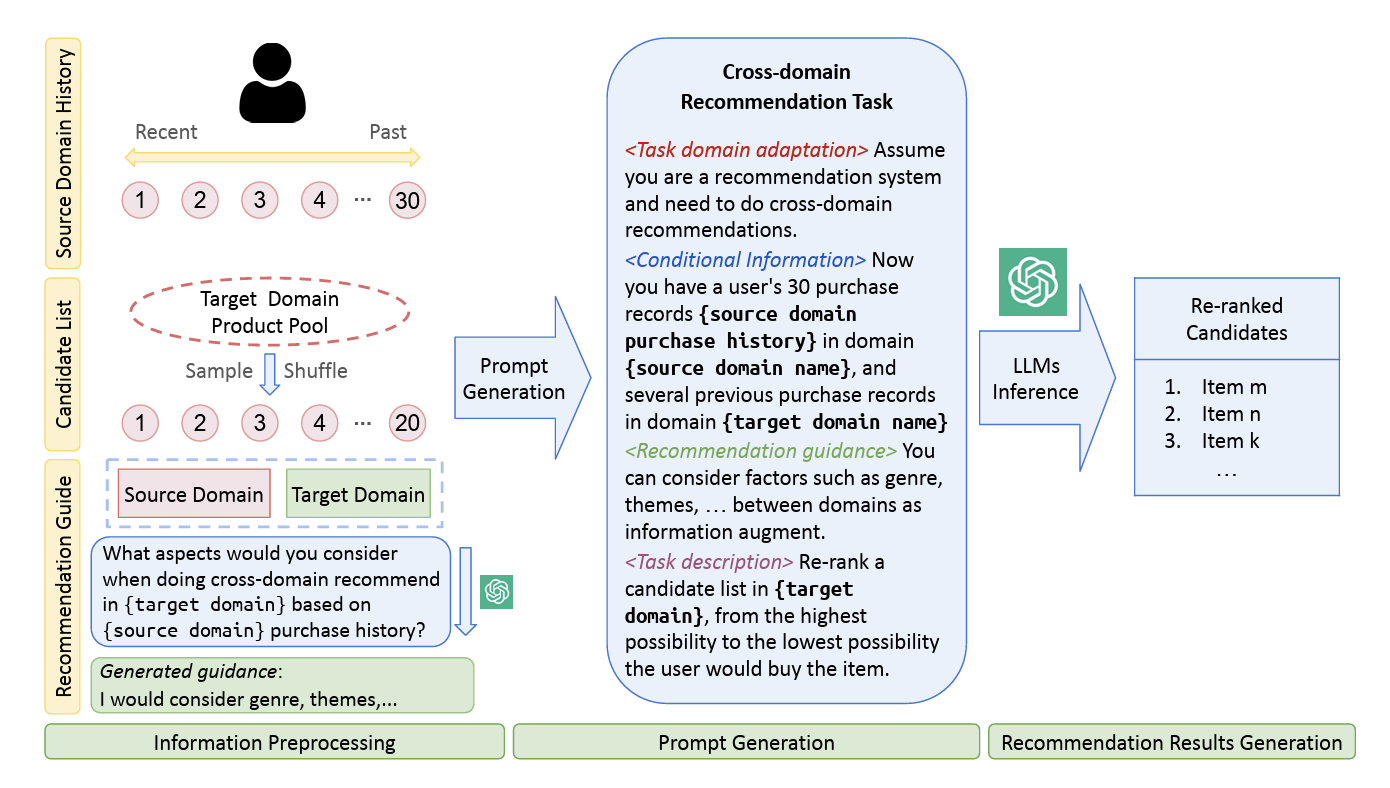 Source Domain History
Recent
Past
1 2 3 4 ... 30
Candidate List
Target Domain
Product Pool
Sample
Shuffle
1 2 3 4 ... 20
Recommendation Guide
Source Domain
Target Domain
What aspects would you consider
when doing cross-domain recommend
in {target domain} based on
{source domain} purchase history?
Generated guidance:
I would consider genre, themes,...
Information Preprocessing
Prompt
Generation
Cross-domain
Recommendation Task
<Task domain adaptation> Assume
you are a recommendation system
and need to do cross-domain
recommendations.
<Conditional Information> Now
you have a user's 30 purchase
records {source domain
purchase history} in domain
{source domain name}, and
several previous purchase records
in domain {target domain name}
<Recommendation guidance> You
can consider factors such as genre,
themes, ... between domains as
information augment.
<Task description> Re-rank a
candidate list in {target
domain}, from the highest
possibility to the lowest possibility
the user would buy the item.
Prompt Generation
LLMs
Inference
Re-ranked
Candidates
1. Item m
2. Item n
3. Item k
...
Recommendation Results Generation